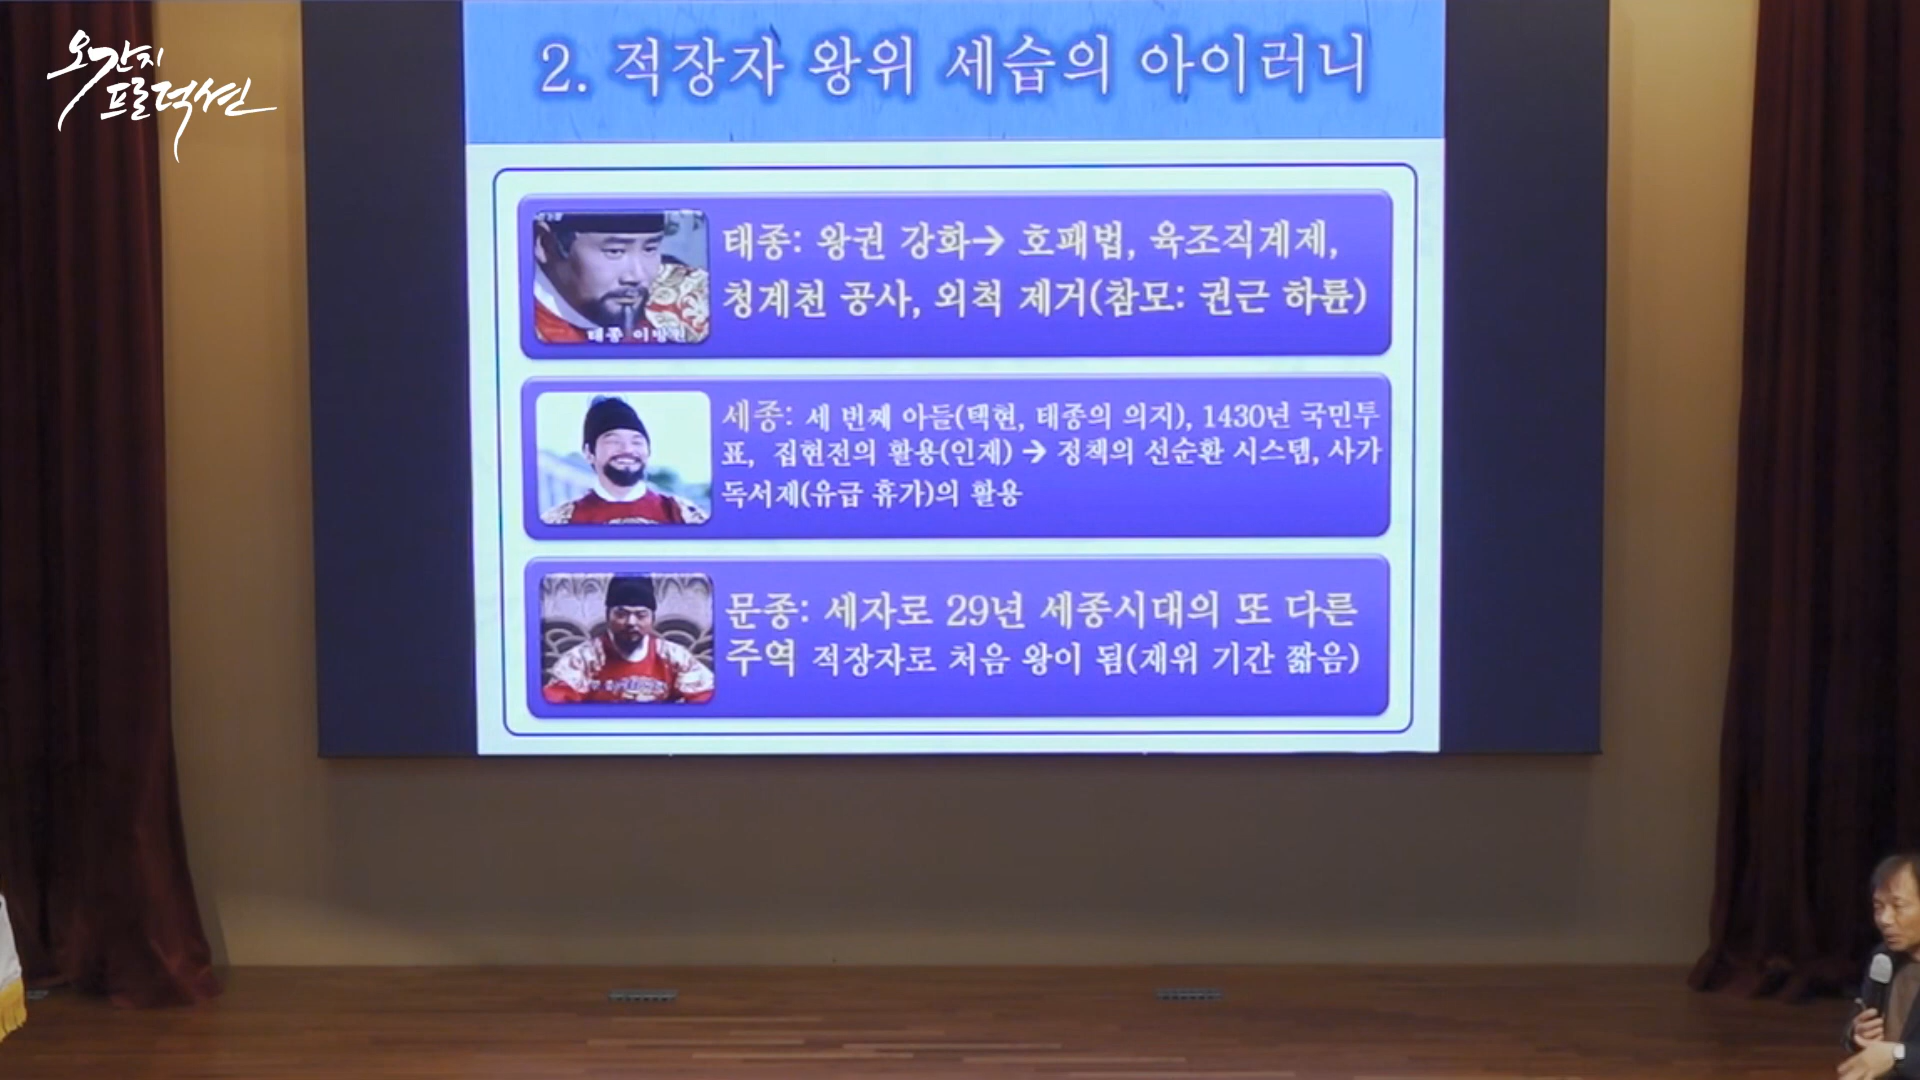 오간지
프로덕션
2. 적장자 왕위 세습의 아이러니
태종: 왕권 강화→ 호패법, 육조직계제,
청계천 공사, 외척 제거(참모: 권근 하륜)
태종 이방원
세종: 세 번째 아들(택현, 태종의 의지), 1430년 국민투
표, 집현전의 활용(인재) → 정책의 선순환 시스템, 사가
독서제(유급 휴가)의 활용
문종: 세자로 29년 세종시대의 또 다른
주역 적장자로 처음 왕이 됨(재위 기간 짧음)